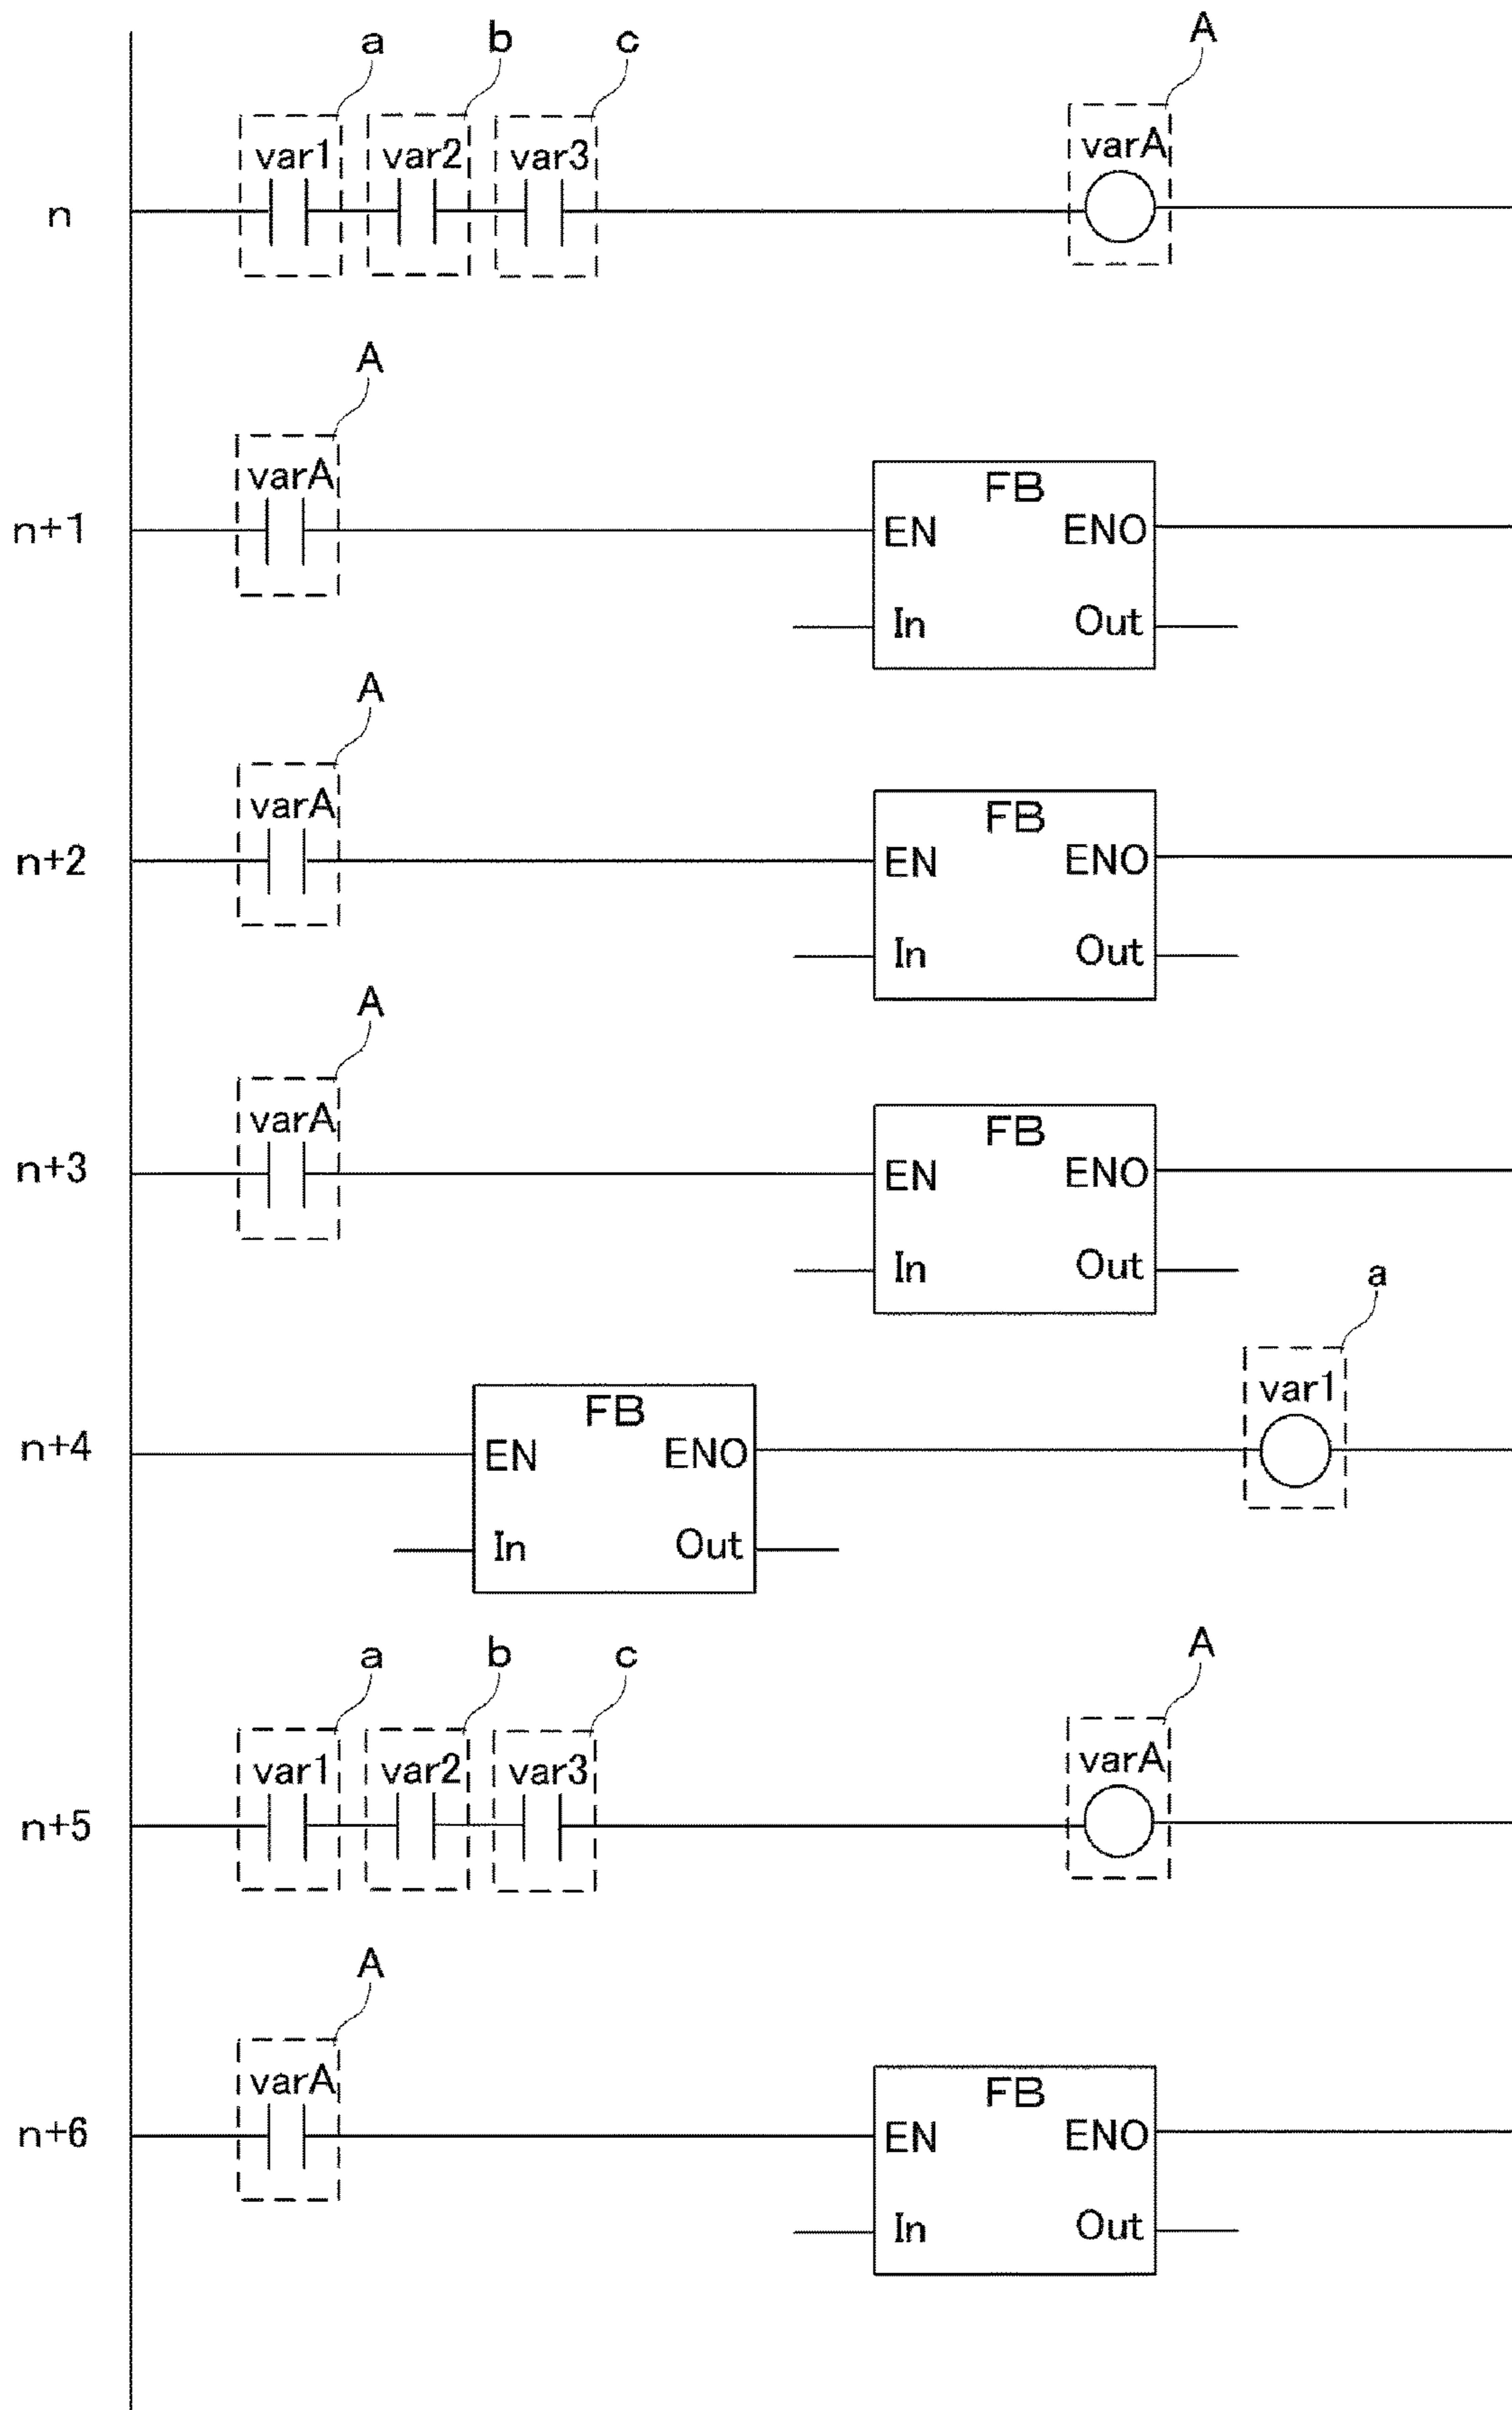 a b c A
var1 var2 var3 varA
n
A
varA
n+1
FB
EN ENO
In Out
A
varA
n+2
FB
EN ENO
In Out
A
varA
n+3
FB
EN ENO
In Out
a
var1
n+4
FB
EN ENO
In Out
a b c A
var1 var2 var3 varA
n+5
A
varA
n+6
FB
EN ENO
In Out